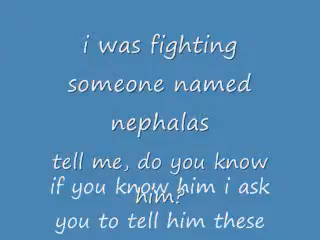 i was fighting
someone named
nephalas
tell me, do you know
him?
if you know him i ask
you to tell him these